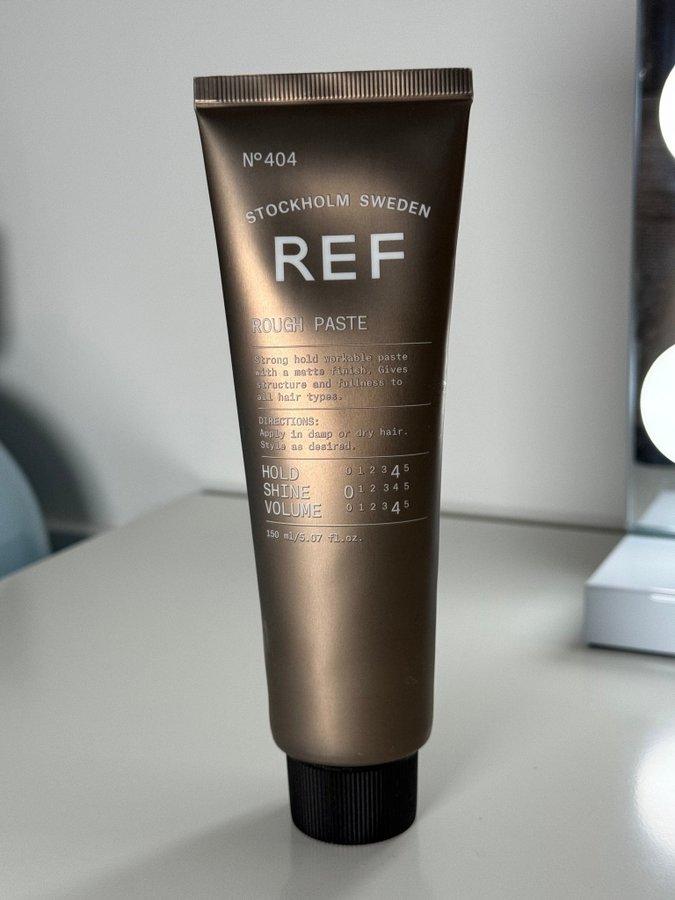 Nº404
STOCKHOLM SWEDEN
REF
ROUGH PASTE
Strong hold workable paste
with a matte finish. Gives
structure and fullness to
all hair types.
DIRECTIONS:
Apply in damp or dry hair.
Style as desired.
HOLD 0 1 2 3 4 5
SHINE 0 1 2 3 4 5
VOLUME 0 1 2 3 4 5
150 ml/5.07 fl.oz.